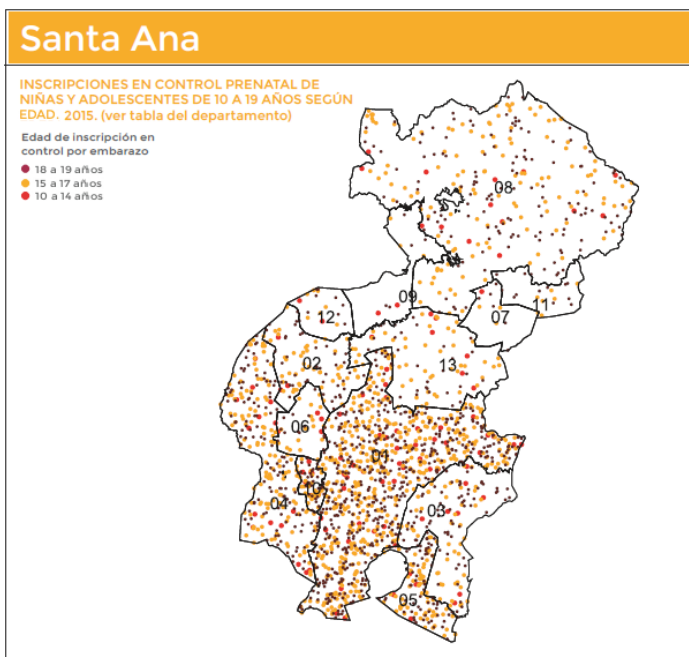 Santa Ana
INSCRIPCIONES EN CONTROL PRENATAL DE
NIÑAS Y ADOLESCENTES DE 10 A 19 AÑOS SEGÚN
EDAD. 2015. (ver tabla del departamento)
Edad de inscripción en
control por embarazo
18 a 19 años
15 a 17 años
10 a 14 años
08
09
11
12
07
02
13
06
01
10
04
03
05